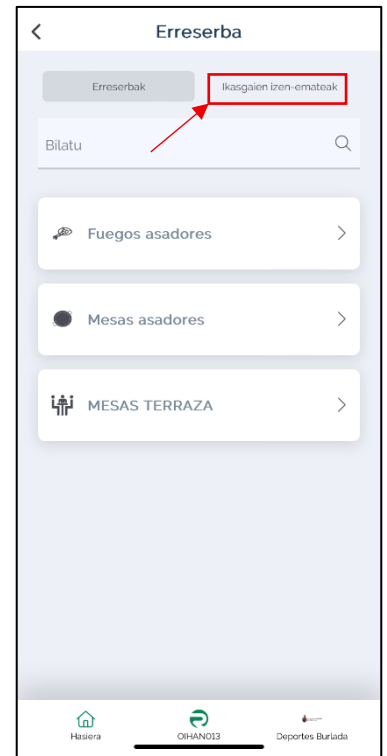 Erreserba
Erreserbak Ikasgaien izen-emateak
Bilatu
Fuegos asadores
Mesas asadores
MESAS TERRAZA
Hasiera OIHAN013 Deportes Burlada